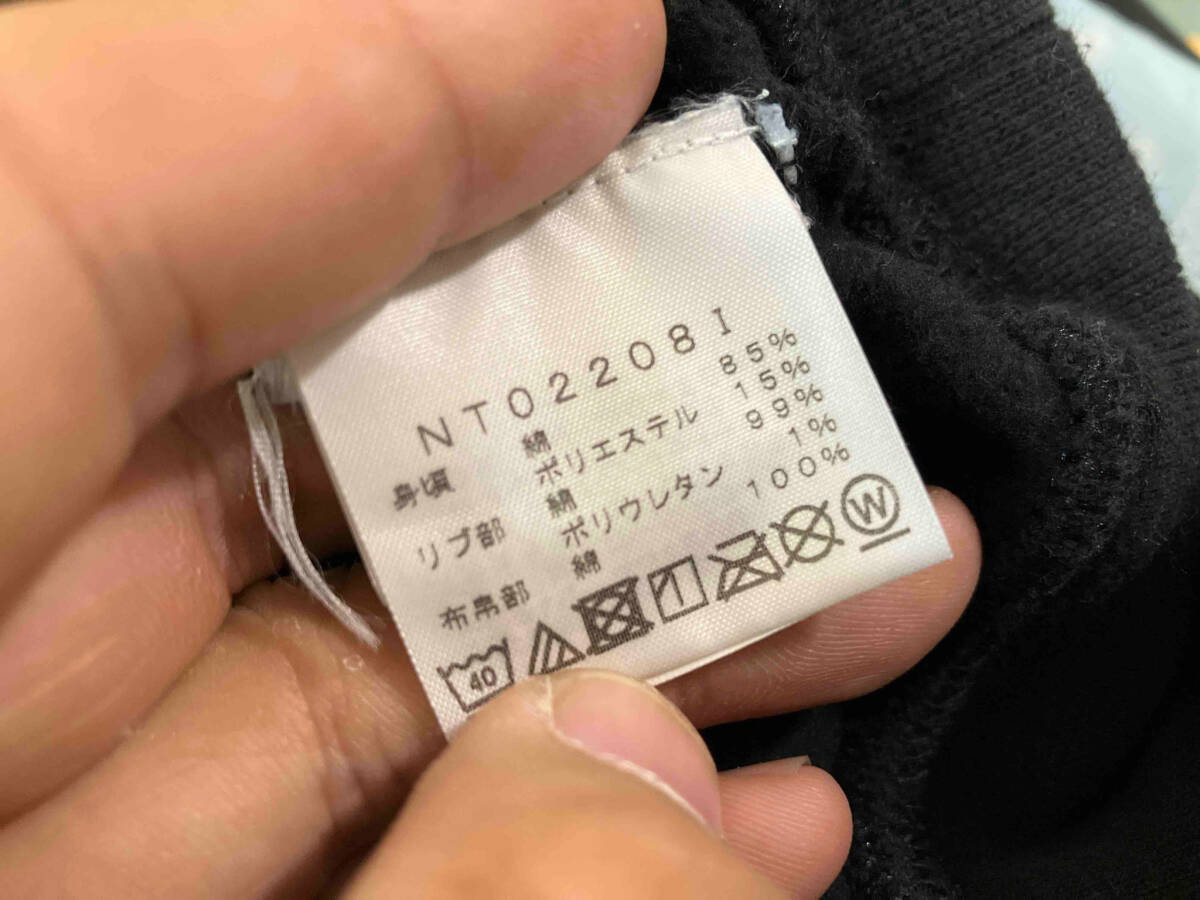 NT02208I
身頃 綿 85%
ポリエステル 15%
リブ部 綿 99%
ポリウレタン 1%
布帛部 綿 100%
40 W